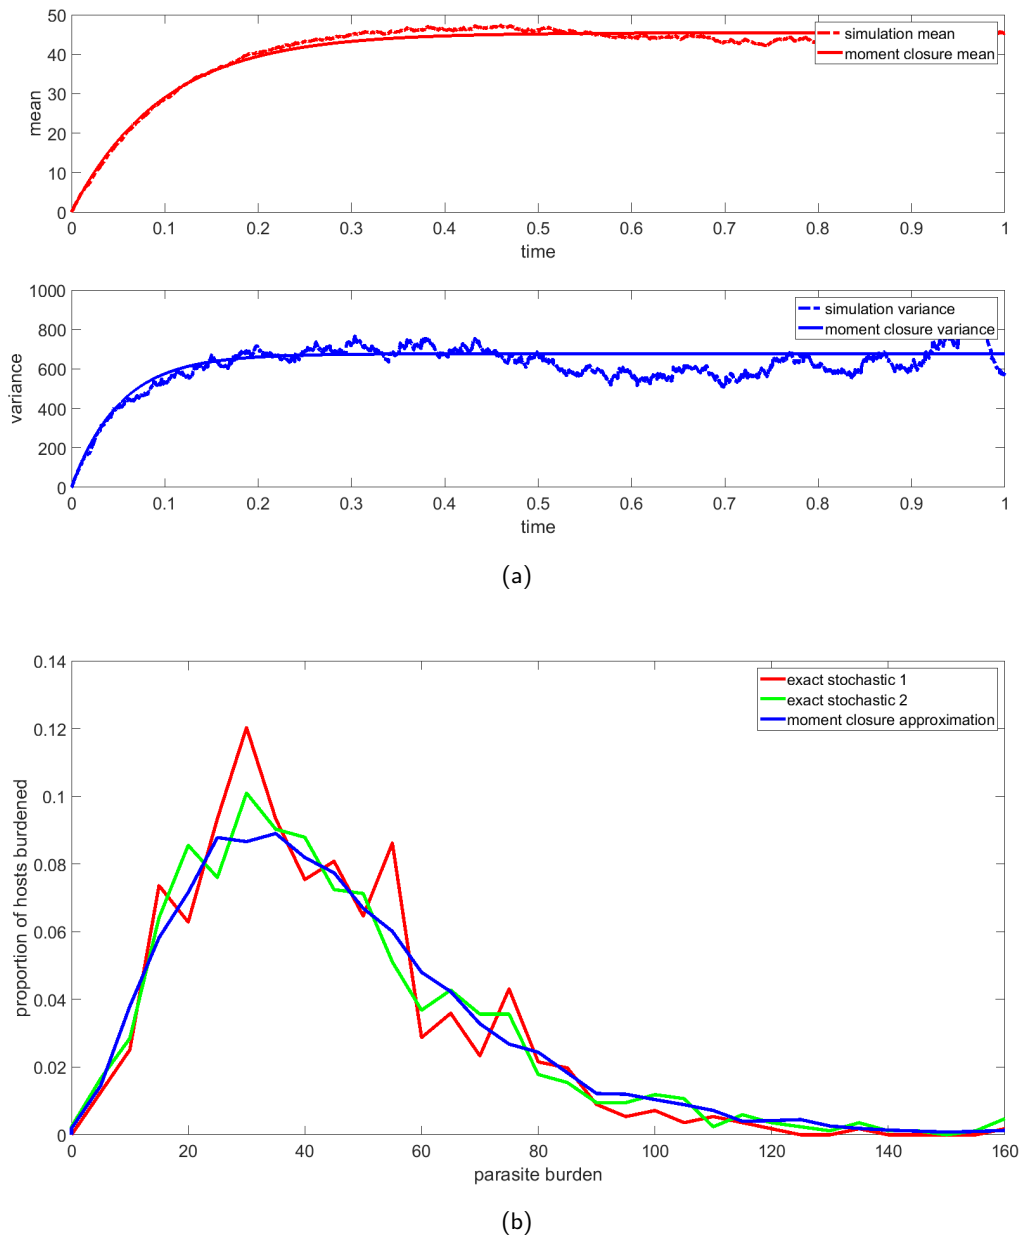 50
40
30
20
10
0
mean
simulation mean
moment closure mean
0 0.1 0.2 0.3 0.4 0.5 0.6 0.7 0.8 0.9 1
time
1000
800
600
400
200
0
variance
simulation variance
moment closure variance
0 0.1 0.2 0.3 0.4 0.5 0.6 0.7 0.8 0.9 1
time
(a)
0.14
0.12
0.1
0.08
0.06
0.04
0.02
0
proportion of hosts burdened
exact stochastic 1
exact stochastic 2
moment closure approximation
0 20 40 60 80 100 120 140 160
parasite burden
(b)